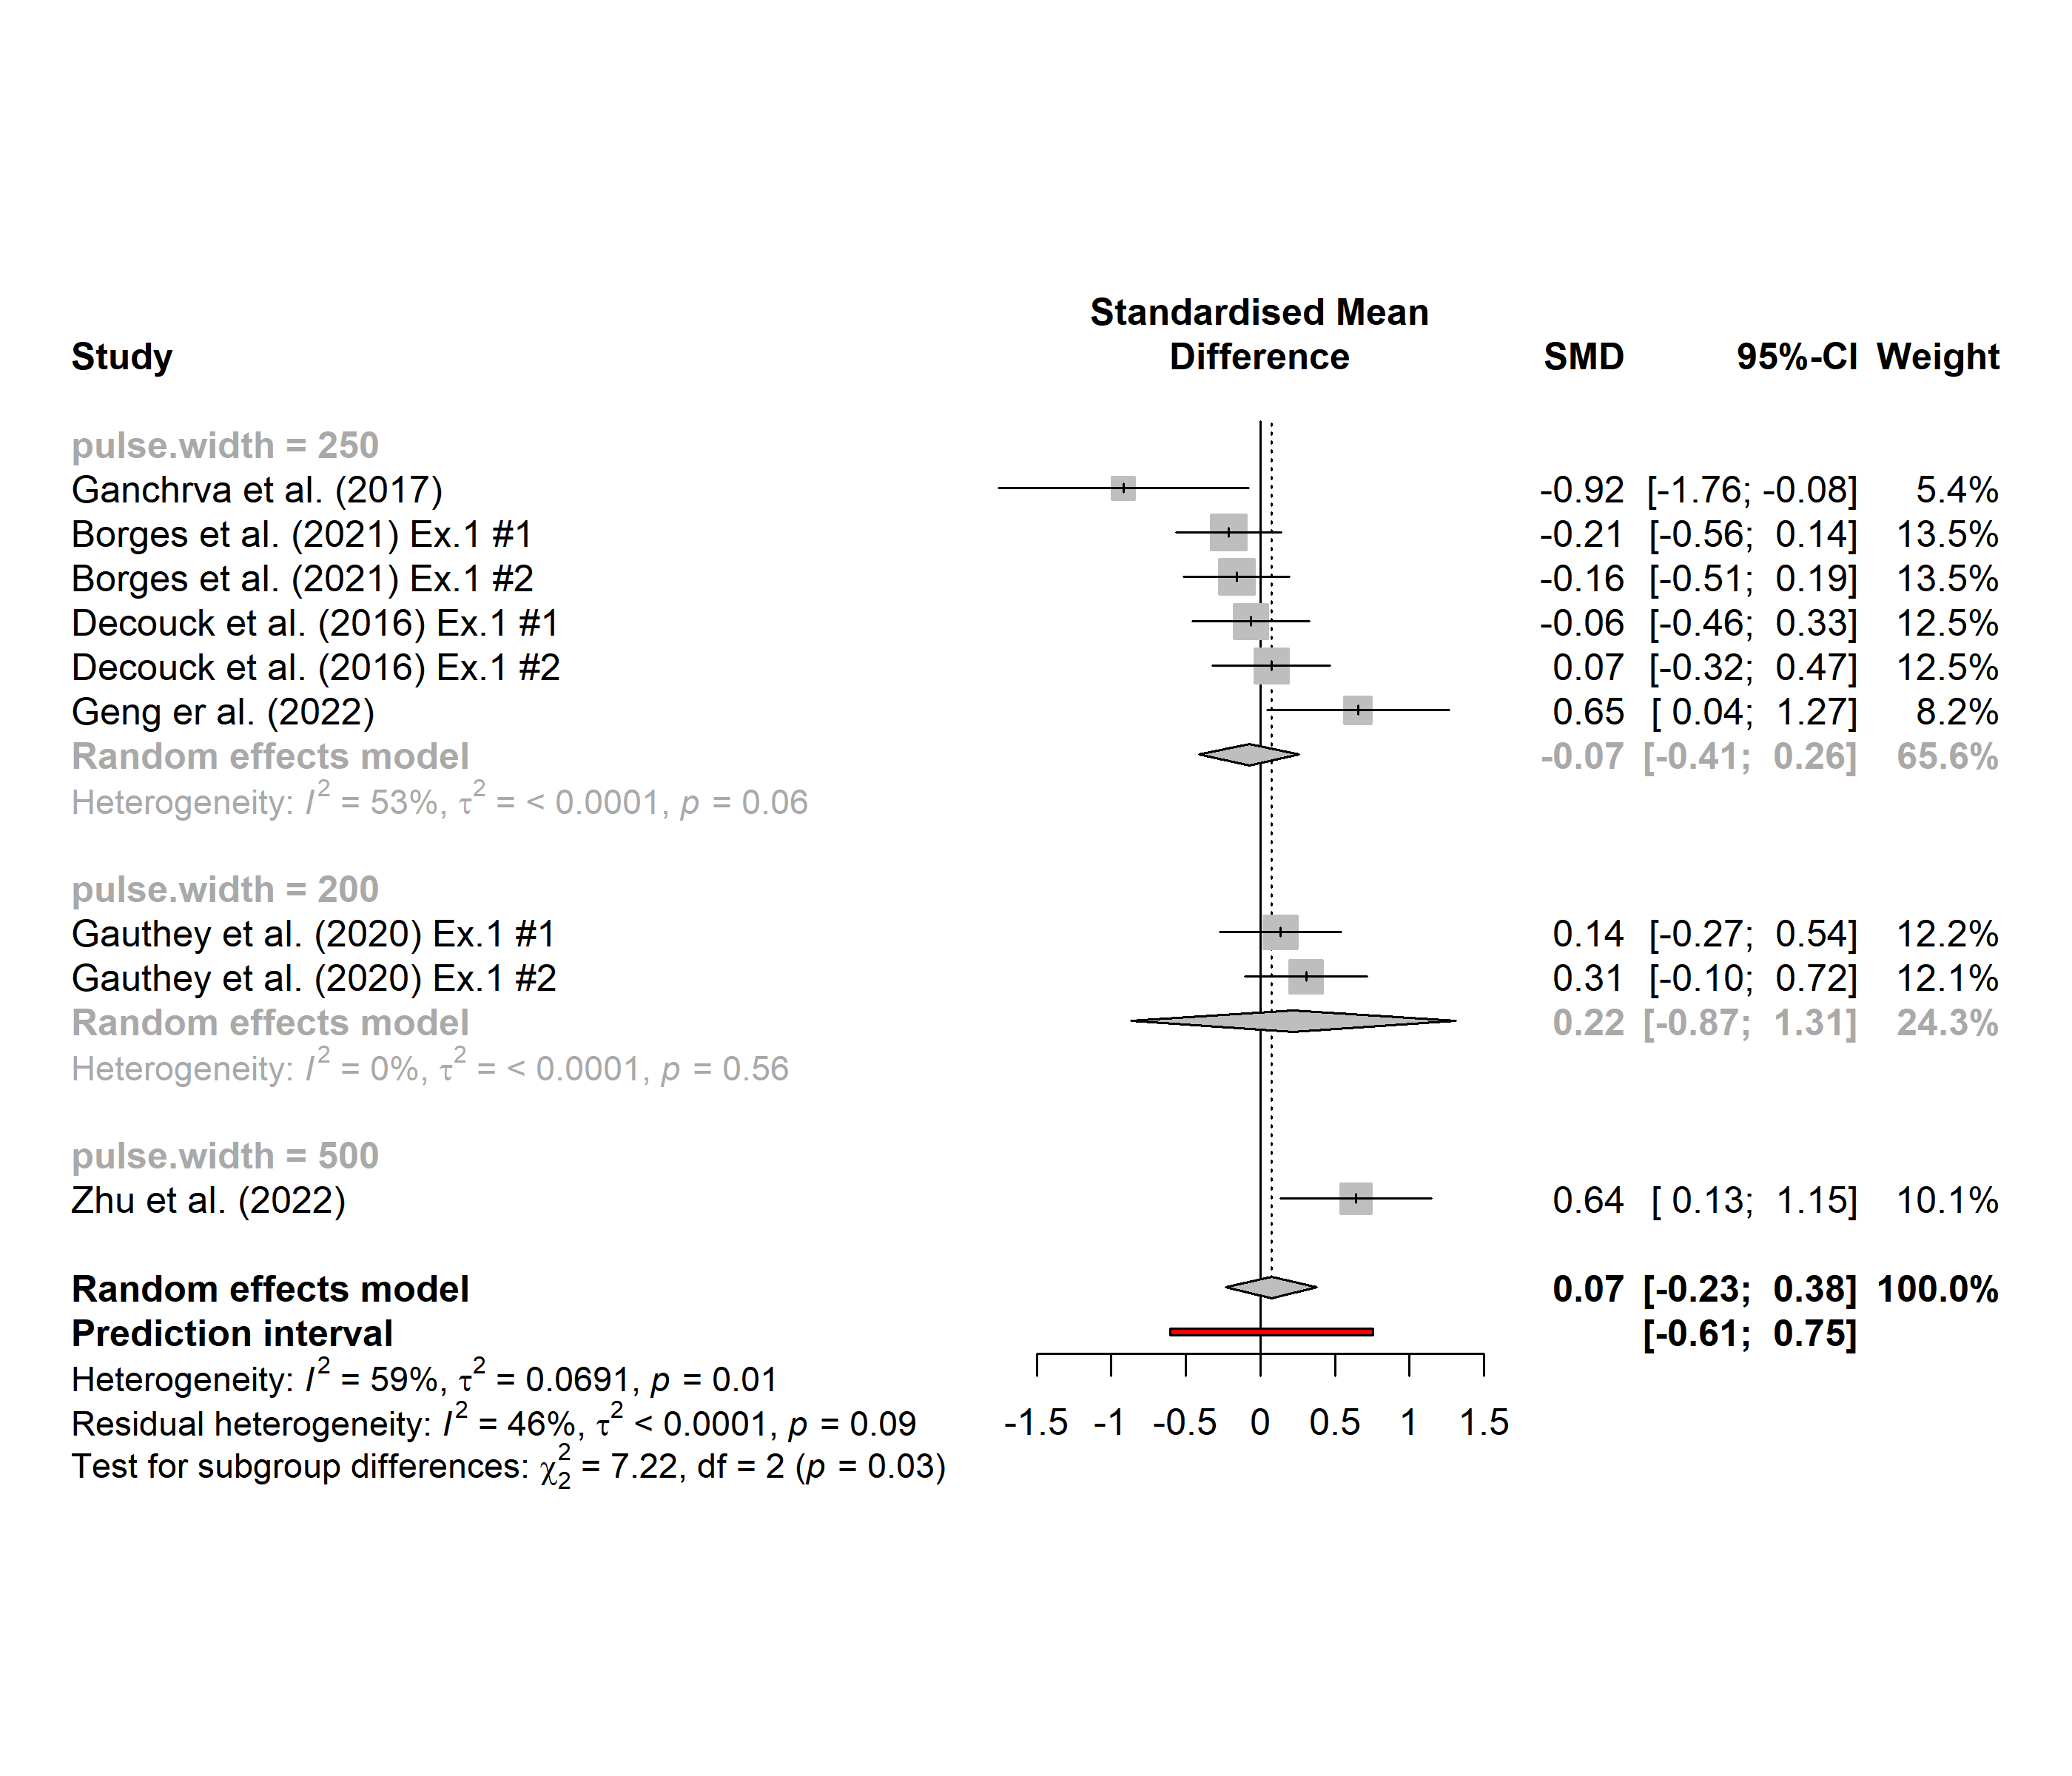 Standardised Mean
Study Difference SMD 95%-CI Weight
pulse.width = 250
Ganchrva et al. (2017) -0.92 [-1.76; -0.08] 5.4%
Borges et al. (2021) Ex.1 #1 -0.21 [-0.56; 0.14] 13.5%
Borges et al. (2021) Ex.1 #2 -0.16 [-0.51; 0.19] 13.5%
Decouck et al. (2016) Ex.1 #1 -0.06 [-0.46; 0.33] 12.5%
Decouck et al. (2016) Ex.1 #2 0.07 [-0.32; 0.47] 12.5%
Geng er al. (2022) 0.65 [ 0.04; 1.27] 8.2%
Random effects model -0.07 [-0.41; 0.26] 65.6%
Heterogeneity: I² = 53%, τ² = < 0.0001, p = 0.06
pulse.width = 200
Gauthey et al. (2020) Ex.1 #1 0.14 [-0.27; 0.54] 12.2%
Gauthey et al. (2020) Ex.1 #2 0.31 [-0.10; 0.72] 12.1%
Random effects model 0.22 [-0.87; 1.31] 24.3%
Heterogeneity: I² = 0%, τ² = < 0.0001, p = 0.56
pulse.width = 500
Zhu et al. (2022) 0.64 [ 0.13; 1.15] 10.1%
Random effects model 0.07 [-0.23; 0.38] 100.0%
Prediction interval [-0.61; 0.75]
Heterogeneity: I² = 59%, τ² = 0.0691, p = 0.01
Residual heterogeneity: I² = 46%, τ² < 0.0001, p = 0.09
-1.5 -1 -0.5 0 0.5 1 1.5
Test for subgroup differences: χ²₂ = 7.22, df = 2 (p = 0.03)